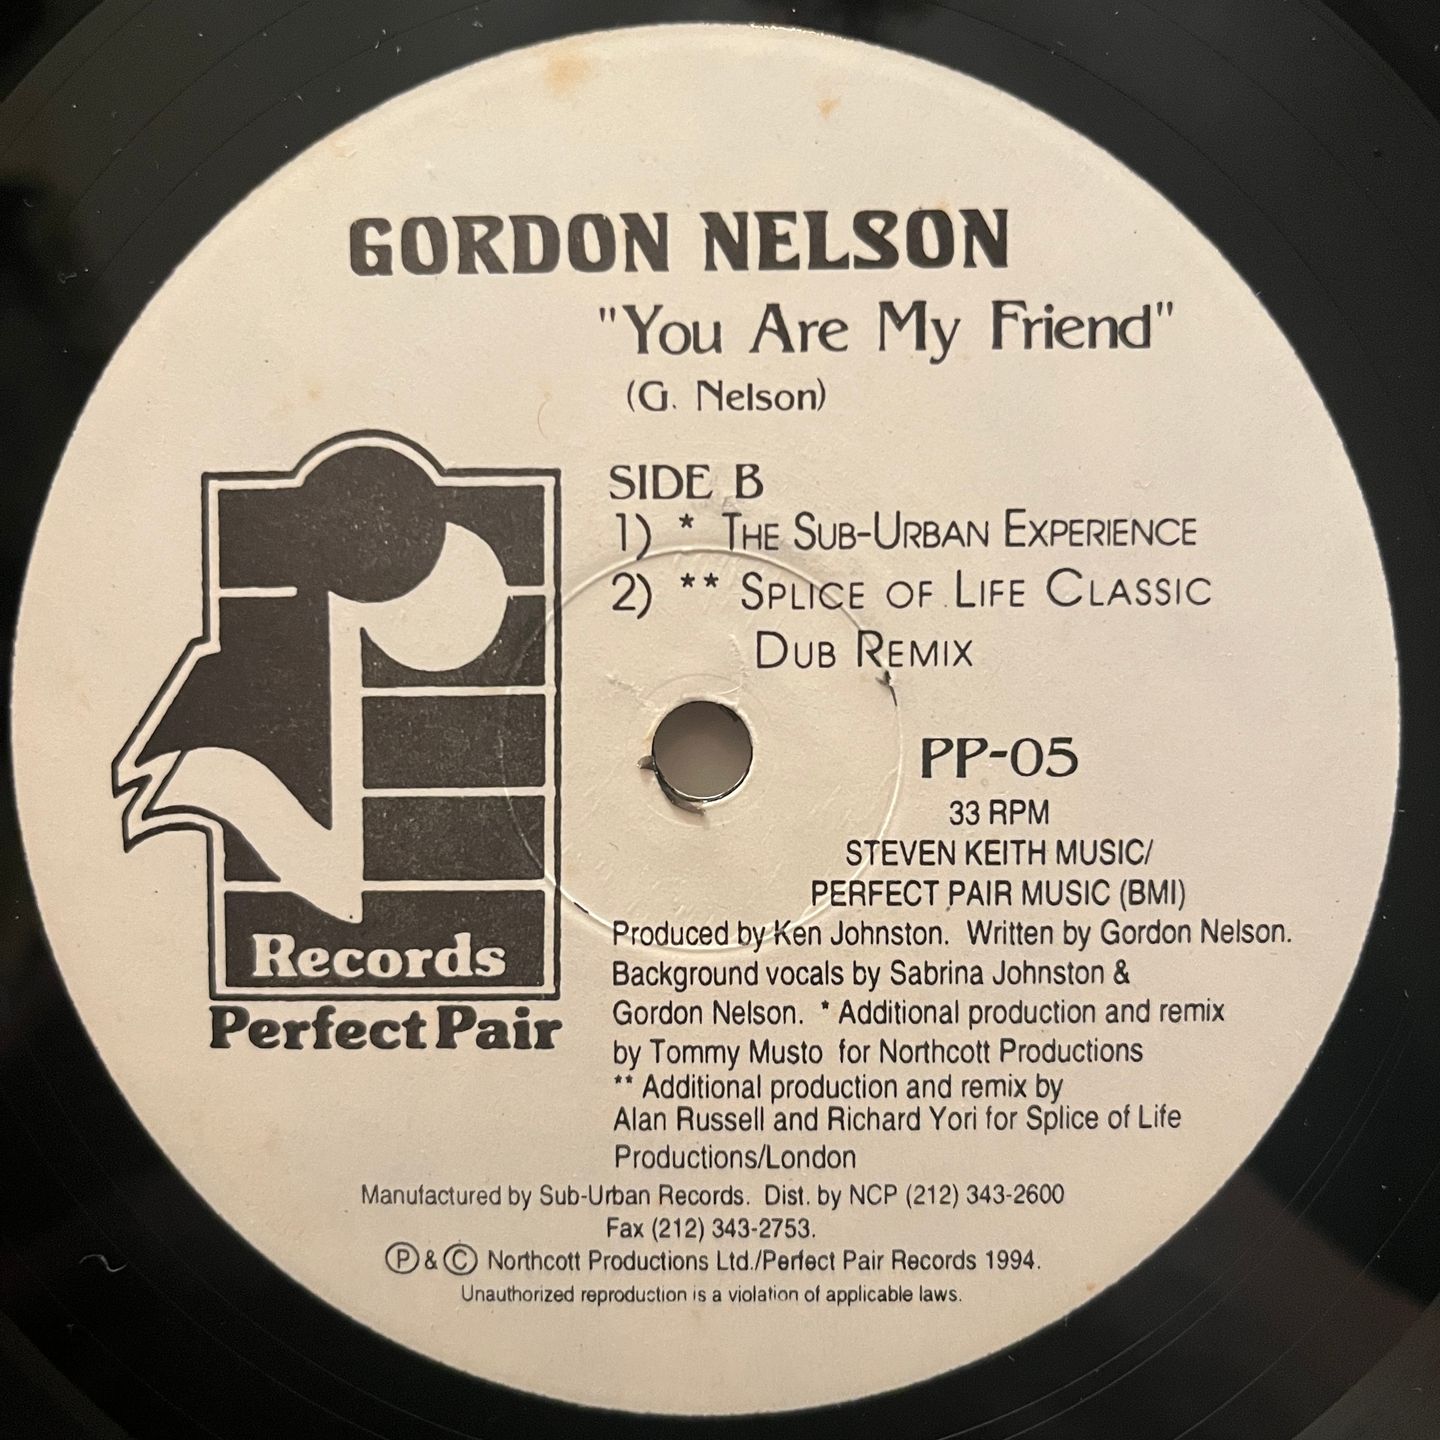 GORDON NELSON
"You Are My Friend"
(G. Nelson)
SIDE B
1) * THE SUB-URBAN EXPERIENCE
2) ** SPLICE OF LIFE CLASSIC
DUB REMIX
PP-05
33 RPM
STEVEN KEITH MUSIC/
PERFECT PAIR MUSIC (BMI)
Records
Perfect Pair
Produced by Ken Johnston. Written by Gordon Nelson.
Background vocals by Sabrina Johnston &
Gordon Nelson. * Additional production and remix
by Tommy Musto for Northcott Productions
** Additional production and remix by
Alan Russell and Richard Yori for Splice of Life
Productions/London
Manufactured by Sub-Urban Records. Dist. by NCP (212) 343-2600
Fax (212) 343-2753.
Ⓟ & Ⓒ Northcott Productions Ltd./Perfect Pair Records 1994.
Unauthorized reproduction is a violation of applicable laws.